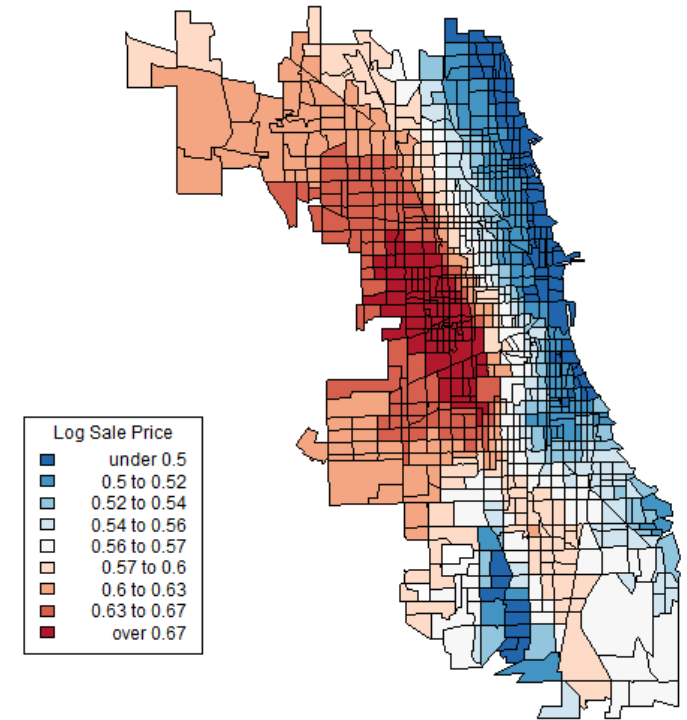 Log Sale Price
under 0.5
0.5 to 0.52
0.52 to 0.54
0.54 to 0.56
0.56 to 0.57
0.57 to 0.6
0.6 to 0.63
0.63 to 0.67
over 0.67